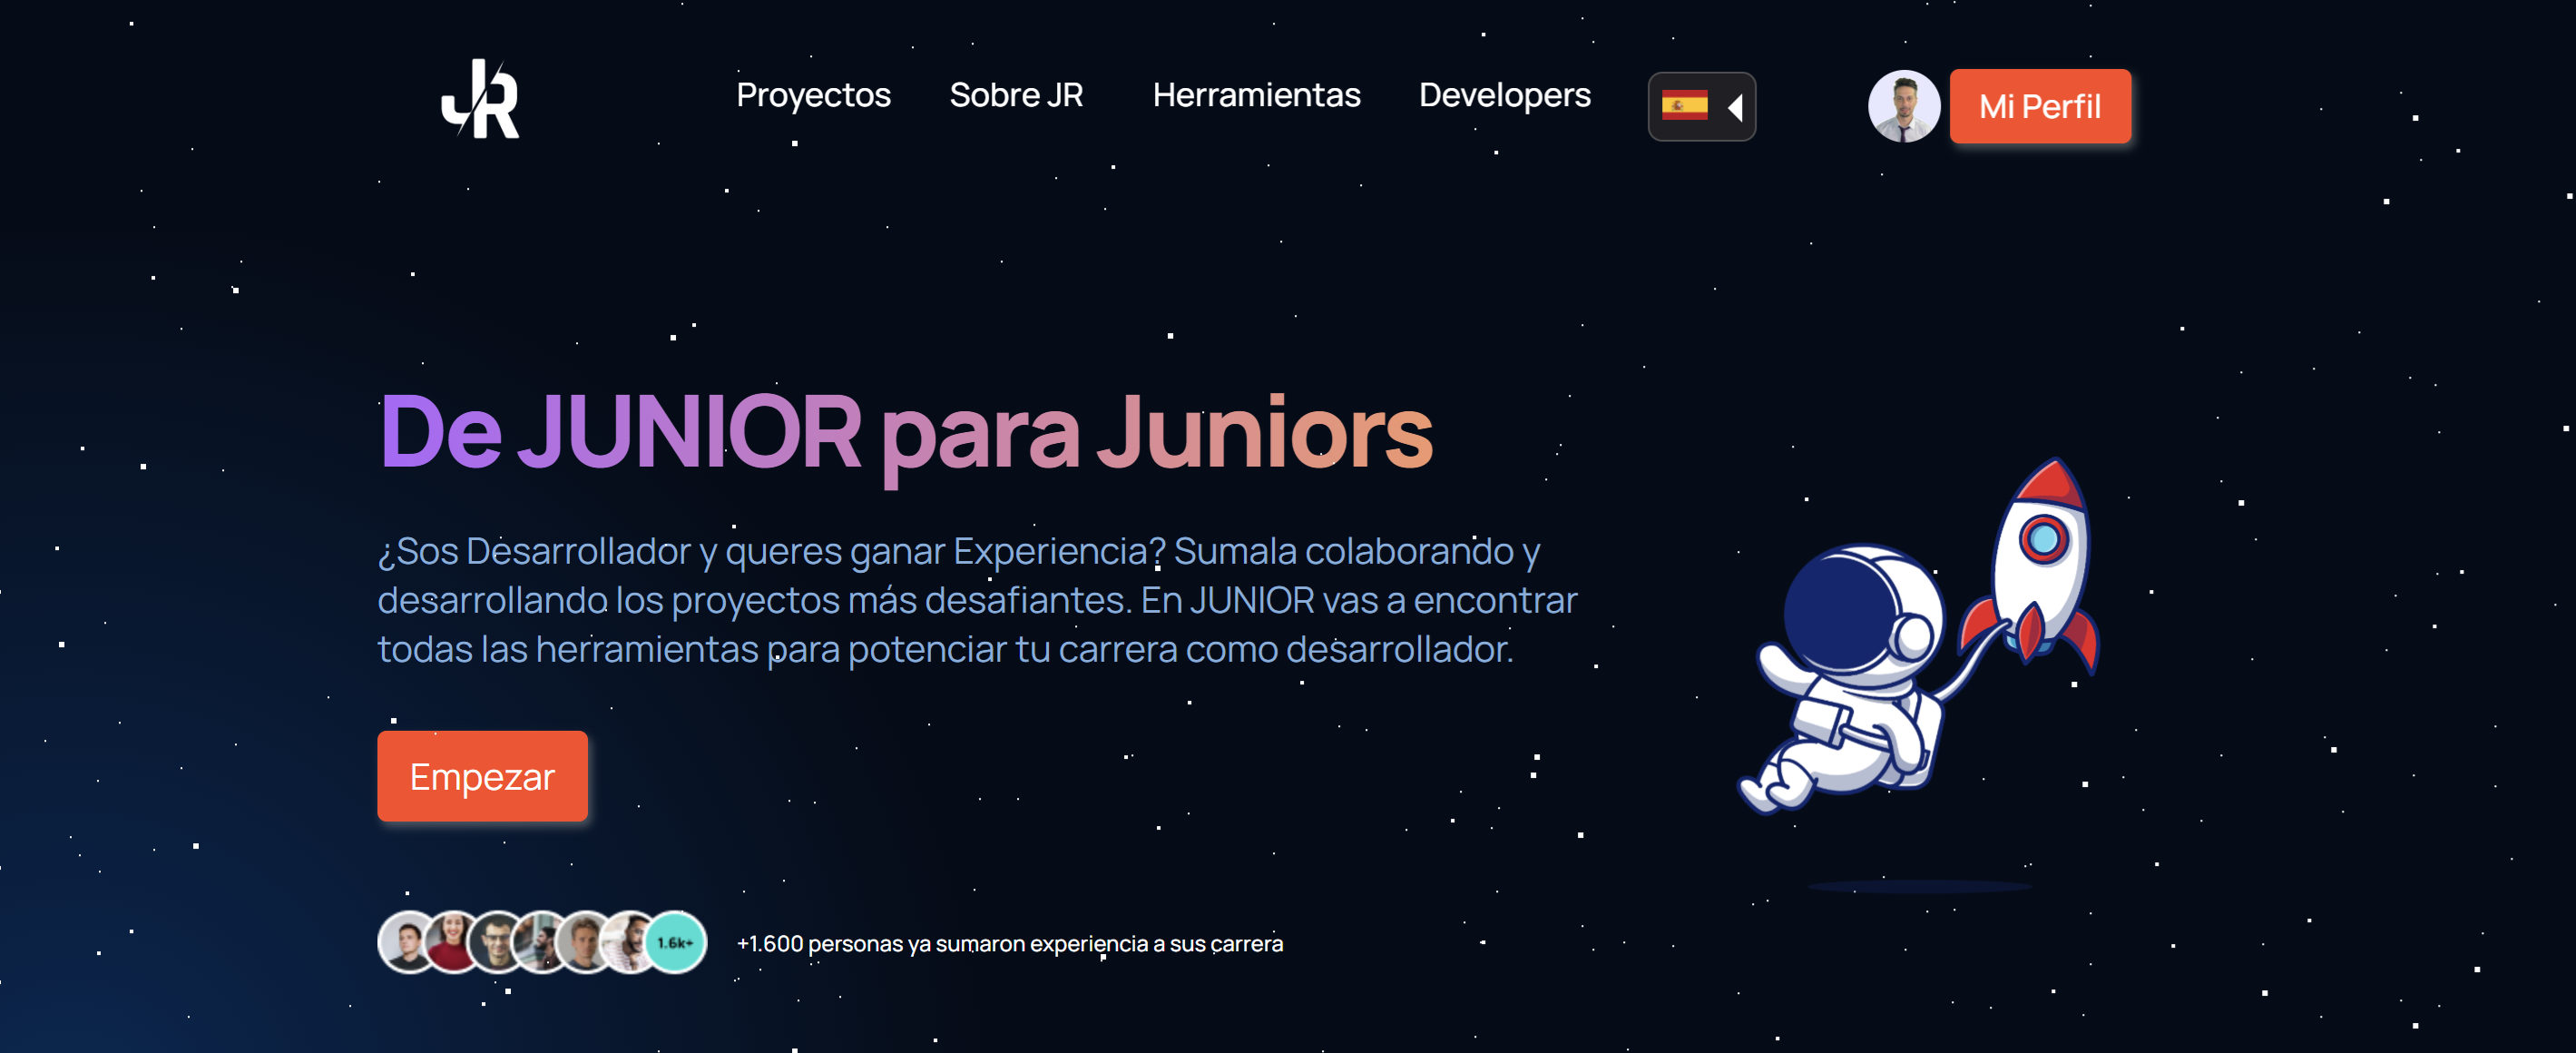 JR
Proyectos
Sobre JR
Herramientas
Developers
Mi Perfil
De JUNIOR para Juniors
¿Sos Desarrollador y queres ganar Experiencia? Sumala colaborando y
desarrollando los proyectos más desafiantes. En JUNIOR vas a encontrar
todas las herramientas para potenciar tu carrera como desarrollador.
Empezar
1.6k+
+1.600 personas ya sumaron experiencia a sus carrera